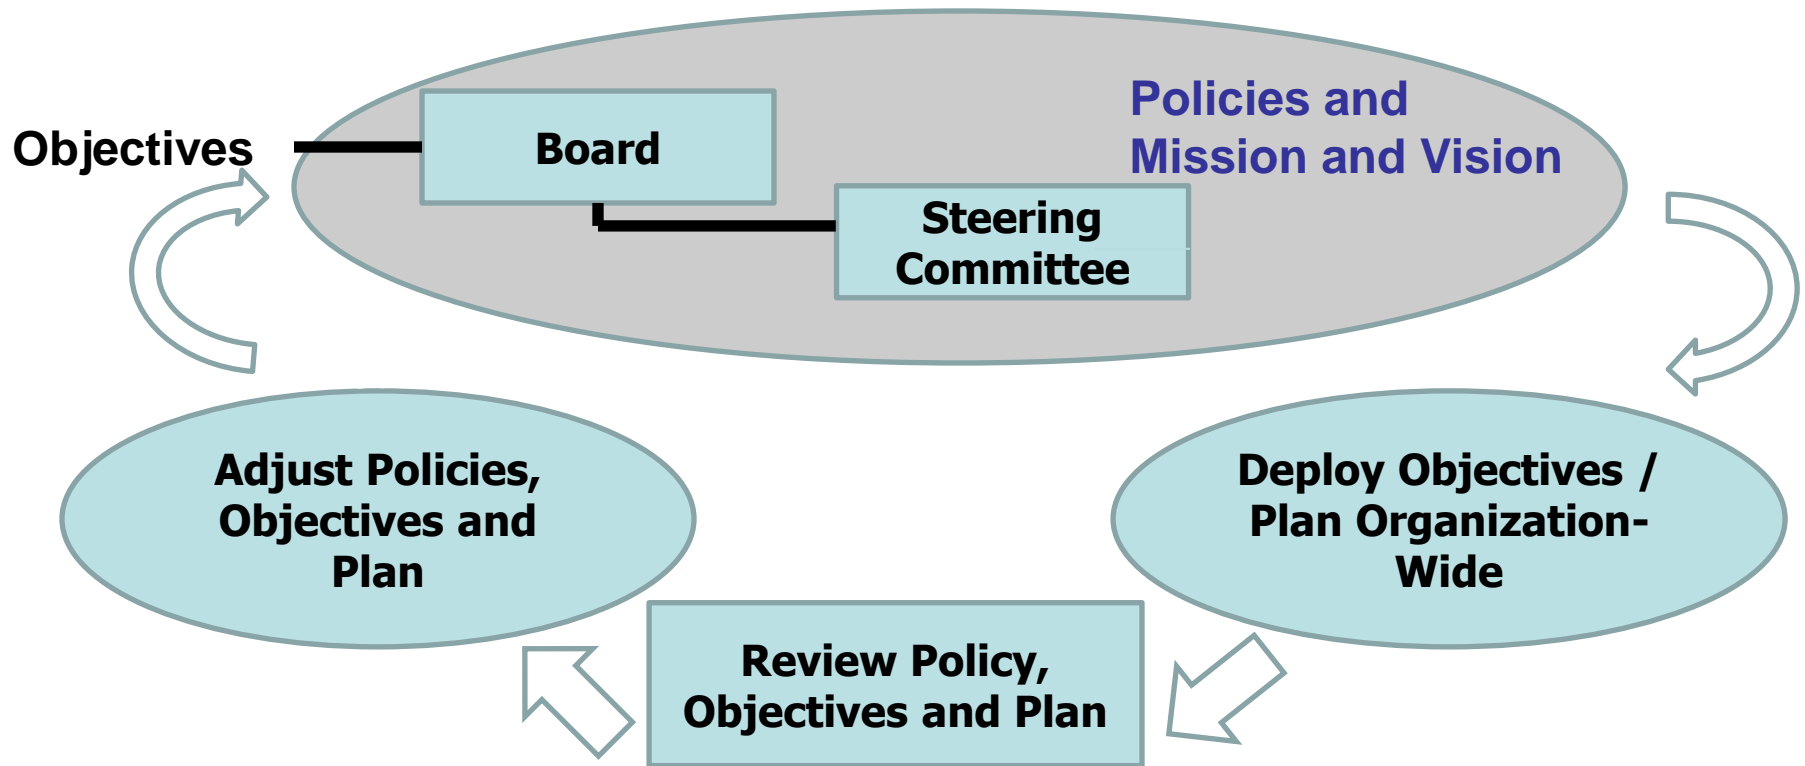 Objectives
Board
Policies and
Mission and Vision
Steering
Committee
Adjust Policies,
Objectives and
Plan
Deploy Objectives /
Plan Organization-
Wide
Review Policy,
Objectives and Plan